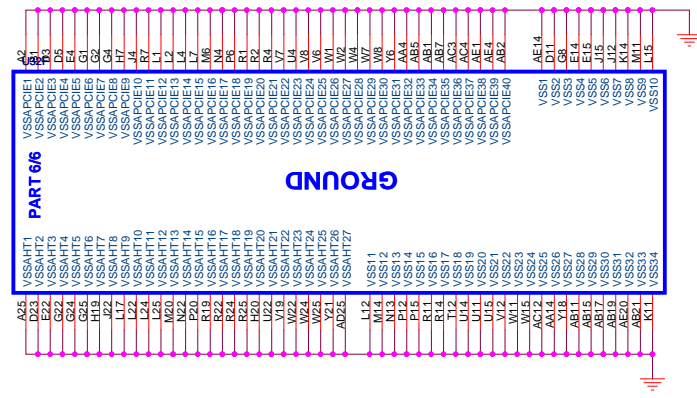 A2
B1
D3
D5
E4
G1
G2
G4
H7
J4
R7
L1
L2
L4
L7
M6
N4
P6
R1
R2
R4
V7
U4
V8
V6
W1
W2
W4
W7
W8
Y6
AA4
AB5
AB1
AB7
AC3
AC4
AE1
AE4
AB2
AE14
D11
G8
E14
E15
J15
J12
K14
M11
L15
U32F
VSSAPCIE1
VSSAPCIE2
VSSAPCIE3
VSSAPCIE4
VSSAPCIE5
VSSAPCIE6
VSSAPCIE7
VSSAPCIE8
VSSAPCIE9
VSSAPCIE10
VSSAPCIE11
VSSAPCIE12
VSSAPCIE13
VSSAPCIE14
VSSAPCIE15
VSSAPCIE16
VSSAPCIE17
VSSAPCIE18
VSSAPCIE19
VSSAPCIE20
VSSAPCIE21
VSSAPCIE22
VSSAPCIE23
VSSAPCIE24
VSSAPCIE25
VSSAPCIE26
VSSAPCIE27
VSSAPCIE28
VSSAPCIE29
VSSAPCIE30
VSSAPCIE31
VSSAPCIE32
VSSAPCIE33
VSSAPCIE34
VSSAPCIE35
VSSAPCIE36
VSSAPCIE37
VSSAPCIE38
VSSAPCIE39
VSSAPCIE40
VSS1
VSS2
VSS3
VSS4
VSS5
VSS6
VSS7
VSS8
VSS9
VSS10
PART 6/6
GROUND
VSSAHT1
VSSAHT2
VSSAHT3
VSSAHT4
VSSAHT5
VSSAHT6
VSSAHT7
VSSAHT8
VSSAHT9
VSSAHT10
VSSAHT11
VSSAHT12
VSSAHT13
VSSAHT14
VSSAHT15
VSSAHT16
VSSAHT17
VSSAHT18
VSSAHT19
VSSAHT20
VSSAHT21
VSSAHT22
VSSAHT23
VSSAHT24
VSSAHT25
VSSAHT26
VSSAHT27
VSS11
VSS12
VSS13
VSS14
VSS15
VSS16
VSS17
VSS18
VSS19
VSS20
VSS21
VSS22
VSS23
VSS24
VSS25
VSS26
VSS27
VSS28
VSS29
VSS30
VSS31
VSS32
VSS33
VSS34
A25
D23
E22
G22
G24
G25
H19
J22
L17
L22
L24
L25
M20
N22
P20
R19
R22
R24
R25
H20
U22
V19
W22
W24
W25
Y21
AD25
L12
M14
N13
P12
P15
R11
R14
T12
U14
U11
U15
V12
W11
W15
AC12
AA14
Y18
AB11
AB15
AB17
AB19
AE20
AB21
K11